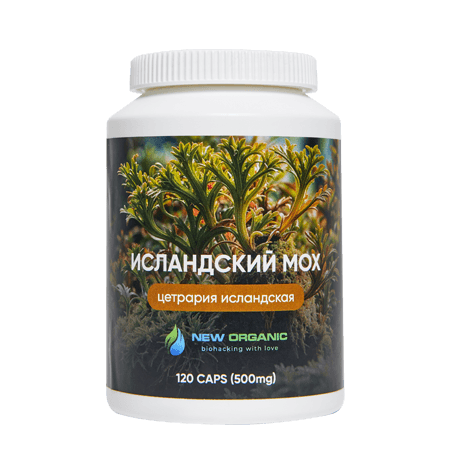 ИСЛАНДСКИЙ МОХ
цетрария исландская
NEW ORGANIC
biohacking with love
120 CAPS (500mg)